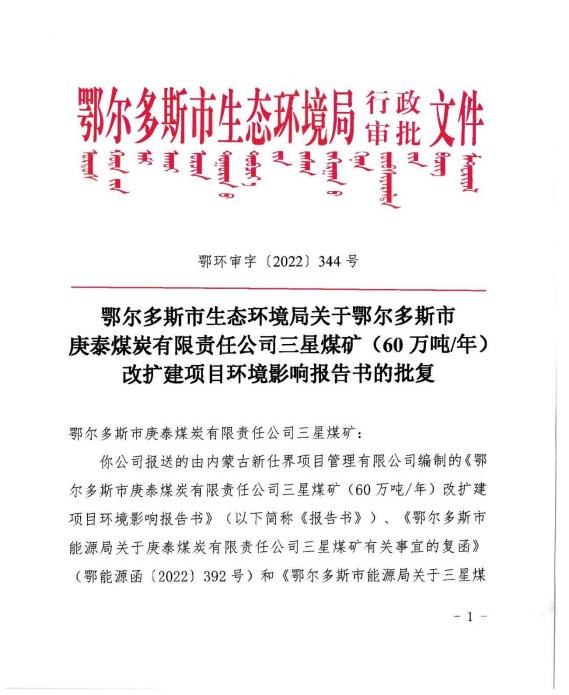 鄂尔多斯市生态环境局行政审批文件
鄂环审字〔2022〕344 号
鄂尔多斯市生态环境局关于鄂尔多斯市
庚泰煤炭有限责任公司三星煤矿（60 万吨/年）
改扩建项目环境影响报告书的批复
鄂尔多斯市庚泰煤炭有限责任公司三星煤矿：
你公司报送的由内蒙古新仕界项目管理有限公司编制的《鄂
尔多斯市庚泰煤炭有限责任公司三星煤矿（60 万吨/年）改扩建
项目环境影响报告书》（以下简称《报告书》）、《鄂尔多斯市
能源局关于庚泰煤炭有限责任公司三星煤矿有关事宜的复函》
（鄂能源函〔2022〕392 号）和《鄂尔多斯市能源局关于三星煤
- 1 -